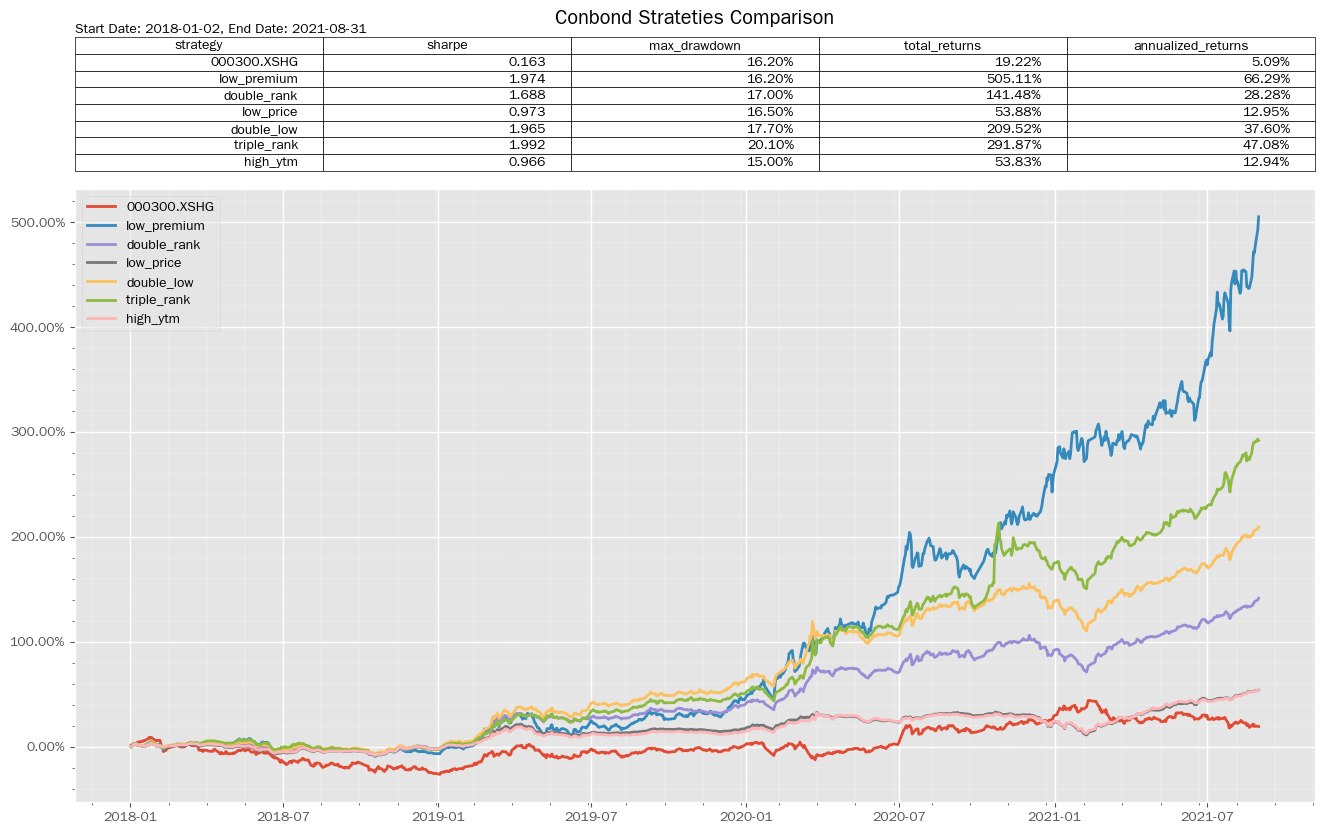 Conbond Strateties Comparison
Start Date: 2018-01-02, End Date: 2021-08-31
strategy sharpe max_drawdown total_returns annualized_returns
000300.XSHG 0.163 16.20% 19.22% 5.09%
low_premium 1.974 16.20% 505.11% 66.29%
double_rank 1.688 17.00% 141.48% 28.28%
low_price 0.973 16.50% 53.88% 12.95%
double_low 1.965 17.70% 209.52% 37.60%
triple_rank 1.992 20.10% 291.87% 47.08%
high_ytm 0.966 15.00% 53.83% 12.94%
000300.XSHG
low_premium
double_rank
low_price
double_low
triple_rank
high_ytm
500.00%
400.00%
300.00%
200.00%
100.00%
0.00%
2018-01 2018-07 2019-01 2019-07 2020-01 2020-07 2021-01 2021-07